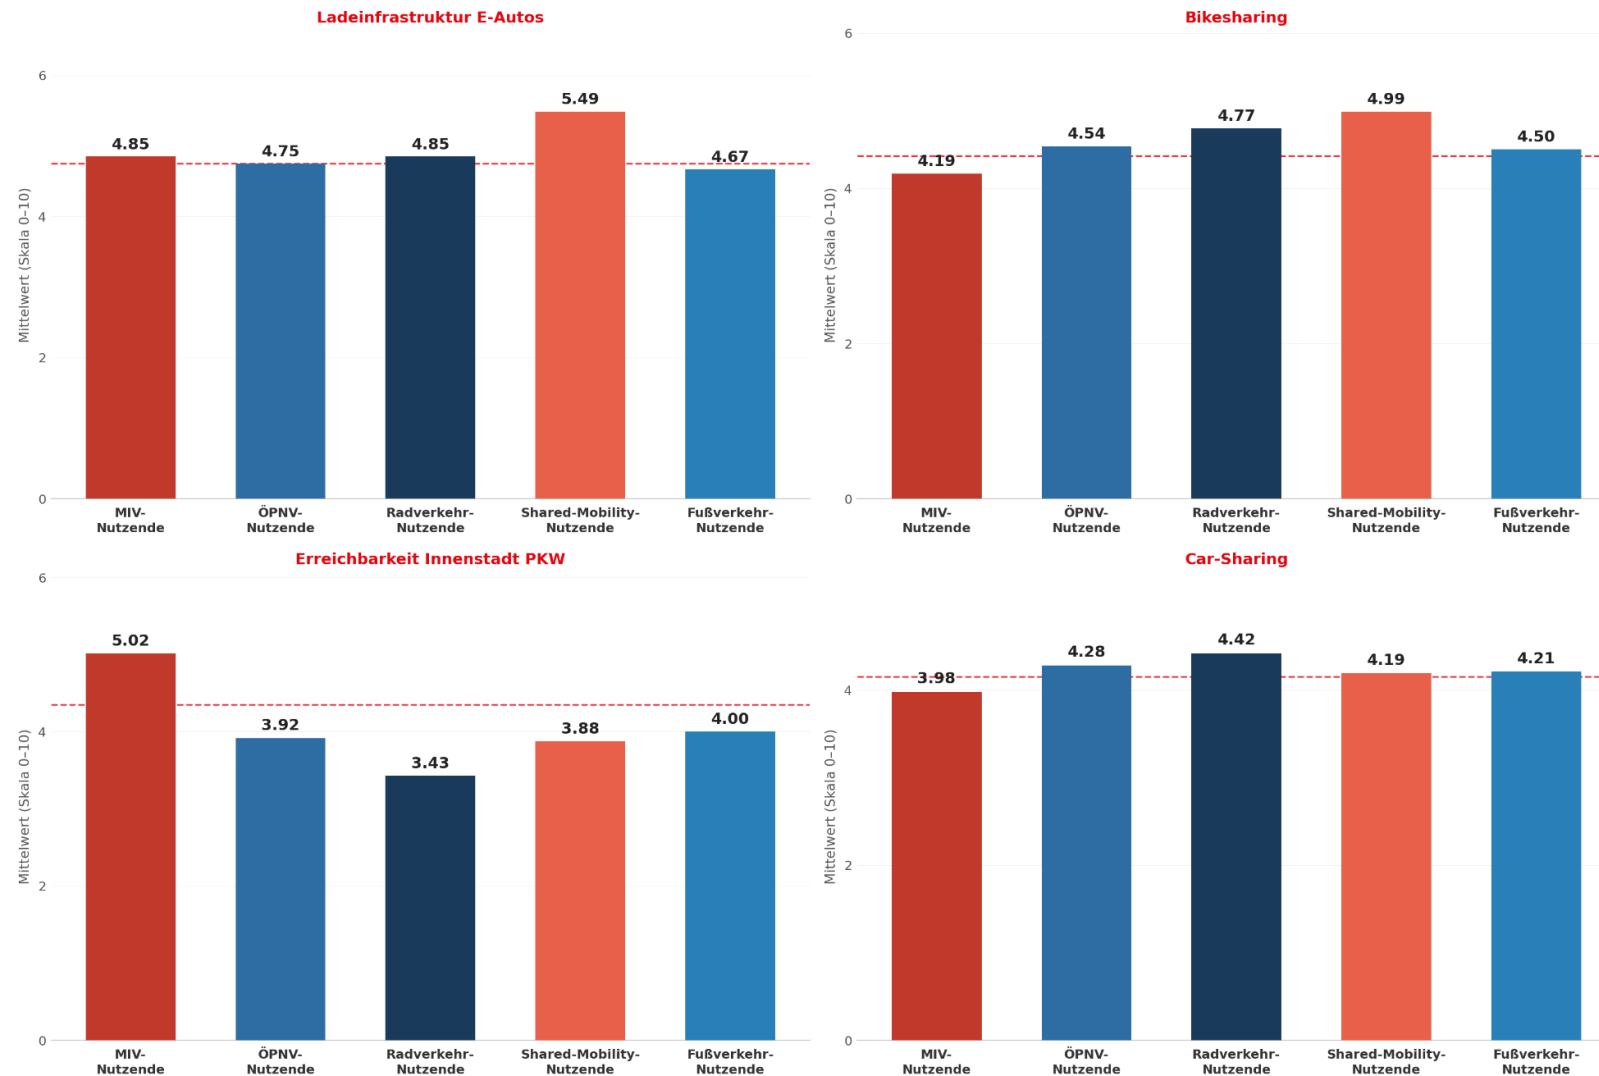 Ladeinfrastruktur E-Autos
Mittelwert (Skala 0–10)
6
4
2
0
4.85
4.75
4.85
5.49
4.67
MIV-
Nutzende
ÖPNV-
Nutzende
Radverkehr-
Nutzende
Shared-Mobility-
Nutzende
Fußverkehr-
Nutzende
Bikesharing
Mittelwert (Skala 0–10)
6
4
2
0
4.19
4.54
4.77
4.99
4.50
MIV-
Nutzende
ÖPNV-
Nutzende
Radverkehr-
Nutzende
Shared-Mobility-
Nutzende
Fußverkehr-
Nutzende
Erreichbarkeit Innenstadt PKW
Mittelwert (Skala 0–10)
6
4
2
0
5.02
3.92
3.43
3.88
4.00
MIV-
Nutzende
ÖPNV-
Nutzende
Radverkehr-
Nutzende
Shared-Mobility-
Nutzende
Fußverkehr-
Nutzende
Car-Sharing
Mittelwert (Skala 0–10)
4
2
0
3.98
4.28
4.42
4.19
4.21
MIV-
Nutzende
ÖPNV-
Nutzende
Radverkehr-
Nutzende
Shared-Mobility-
Nutzende
Fußverkehr-
Nutzende